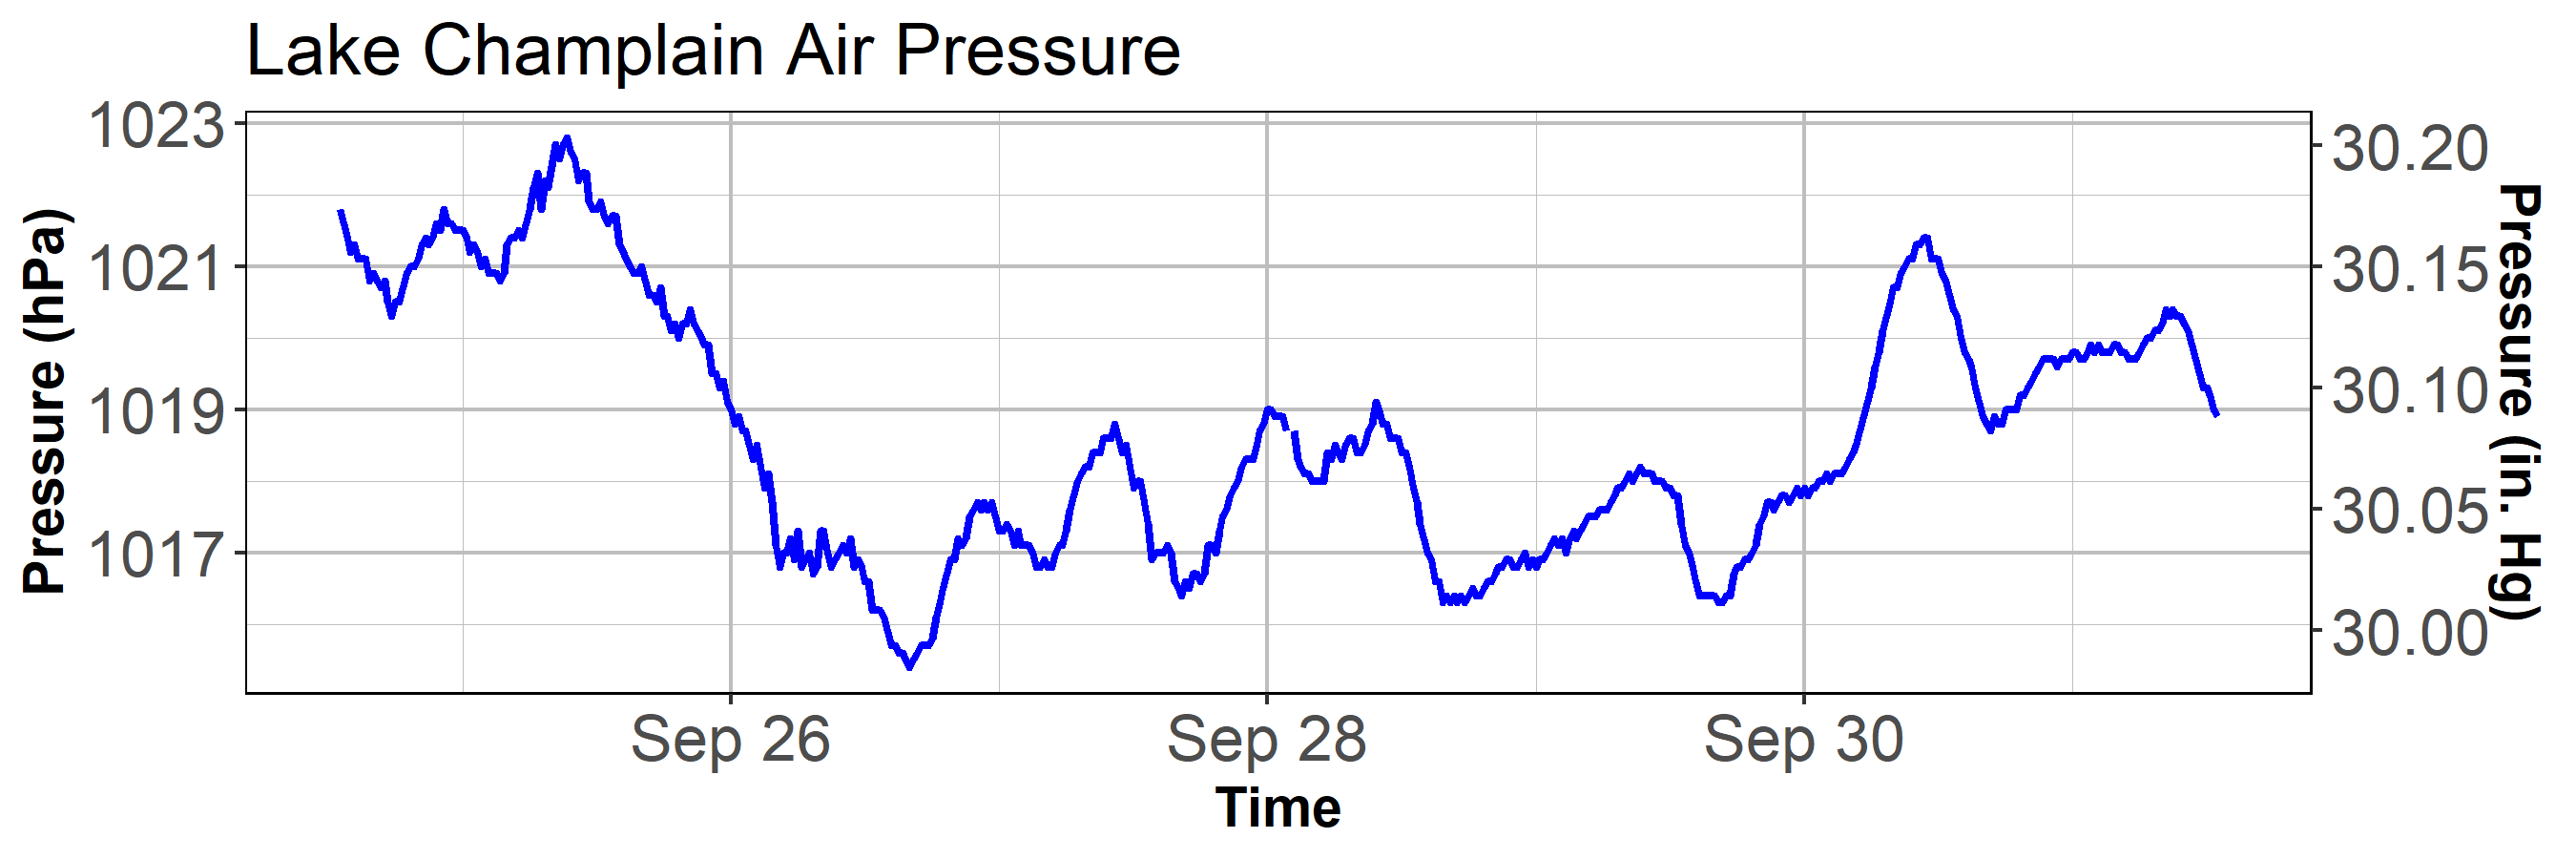 Lake Champlain Air Pressure
1023
1021
1019
1017
Pressure (hPa)
30.20
30.15
30.10
30.05
30.00
Pressure (in. Hg)
Sep 26
Sep 28
Sep 30
Time